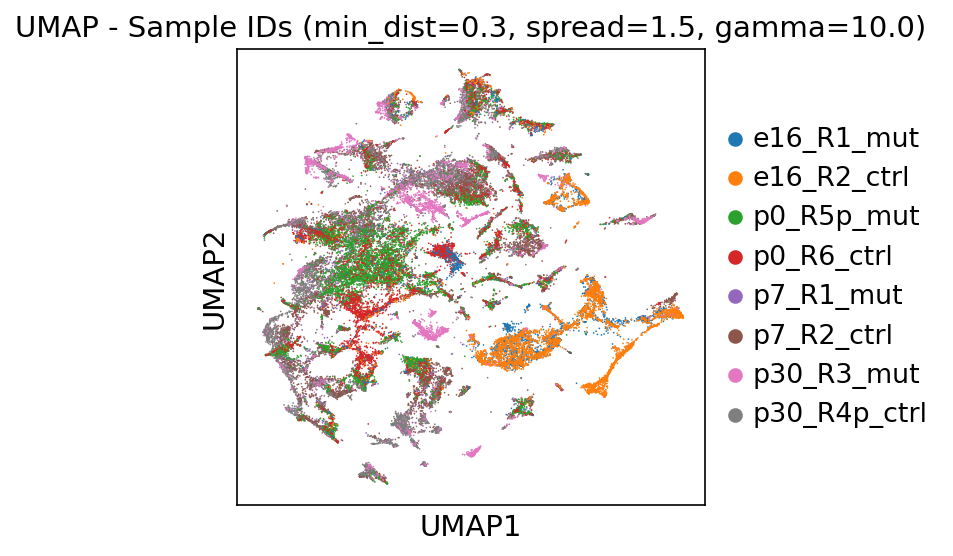 UMAP - Sample IDs (min_dist=0.3, spread=1.5, gamma=10.0)
UMAP2
e16_R1_mut
e16_R2_ctrl
p0_R5p_mut
p0_R6_ctrl
p7_R1_mut
p7_R2_ctrl
p30_R3_mut
p30_R4p_ctrl
UMAP1